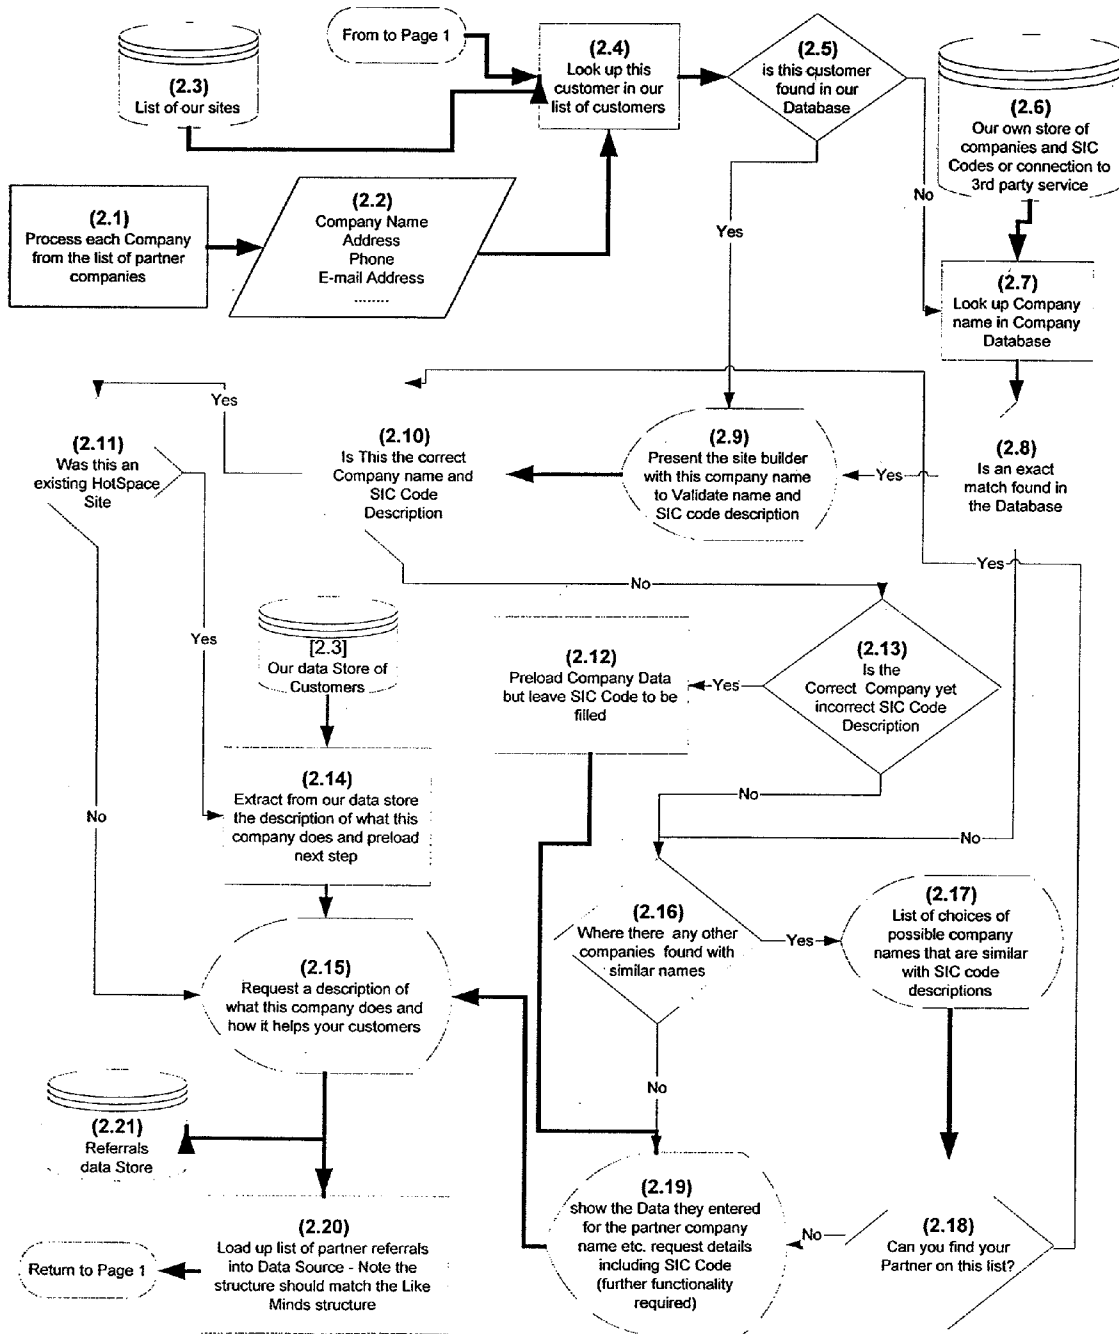 From to Page 1
(2.3)
List of our sites
(2.4)
Look up this
customer in our
list of customers
(2.5)
is this customer
found in our
Database
(2.6)
Our own store of
companies and SIC
Codes or connection to
3rd party service
(2.1)
Process each Company
from the list of partner
companies
(2.2)
Company Name
Address
Phone
E-mail Address
........
Yes
No
(2.7)
Look up Company
name in Company
Database
Yes
(2.11)
Was this an
existing HotSpace
Site
(2.10)
Is This the correct
Company name and
SIC Code
Description
(2.9)
Present the site builder
with this company name
to Validate name and
SIC code description
Yes
(2.8)
Is an exact
match found in
the Database
Yes
No
Yes
[2.3]
Our data Store of
Customers
(2.12)
Preload Company Data
but leave SIC Code to be
filled
Yes
(2.13)
Is the
Correct Company yet
incorrect SIC Code
Description
No
No
(2.14)
Extract from our data store
the description of what this
company does and preload
next step
No
(2.16)
Where there any other
companies found with
similar names
Yes
(2.17)
List of choices of
possible company
names that are similar
with SIC code
descriptions
(2.15)
Request a description of
what this company does and
how it helps your customers
No
(2.21)
Referrals
data Store
(2.19)
show the Data they entered
for the partner company
name etc. request details
including SIC Code
(further functionality
required)
No
(2.18)
Can you find your
Partner on this list?
(2.20)
Load up list of partner referrals
into Data Source - Note the
structure should match the Like
Minds structure
Return to Page 1